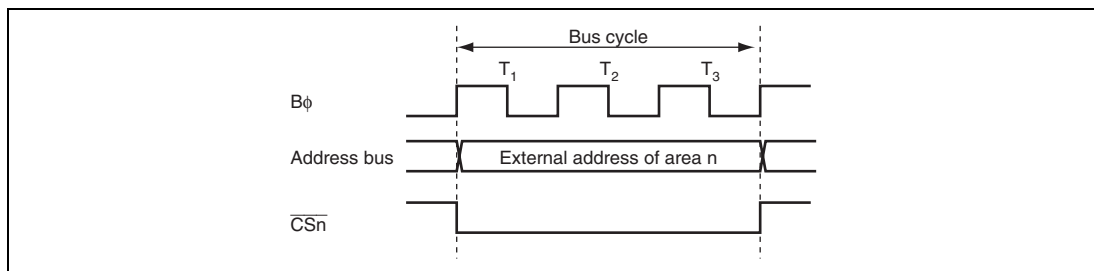 Bus cycle
T1 T2 T3
Bϕ
Address bus External address of area n
CSn